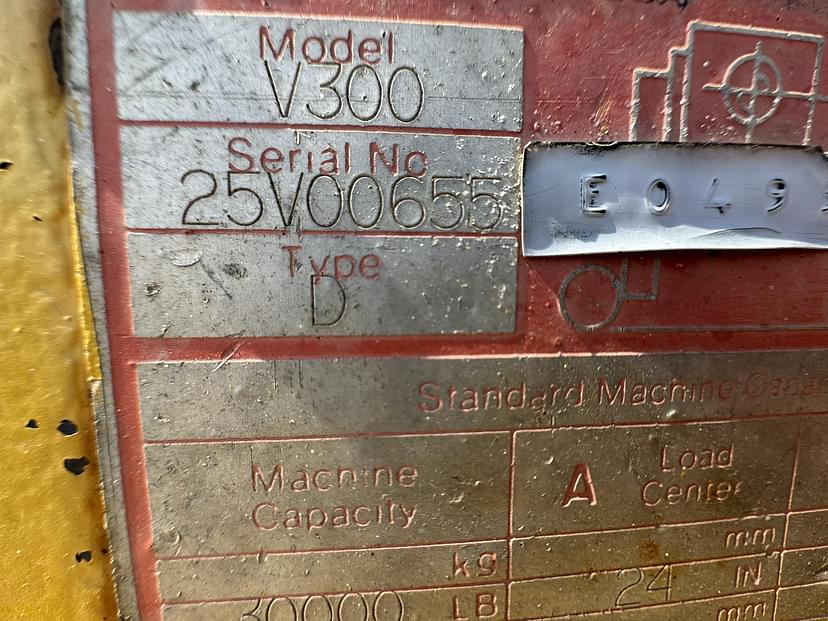 Model
V300
Serial No
25V00655
E049
Type
D
Standard Machine Capac
Machine Capacity
A
Load Center
mm
kg
24 IN
30000 LB
mm